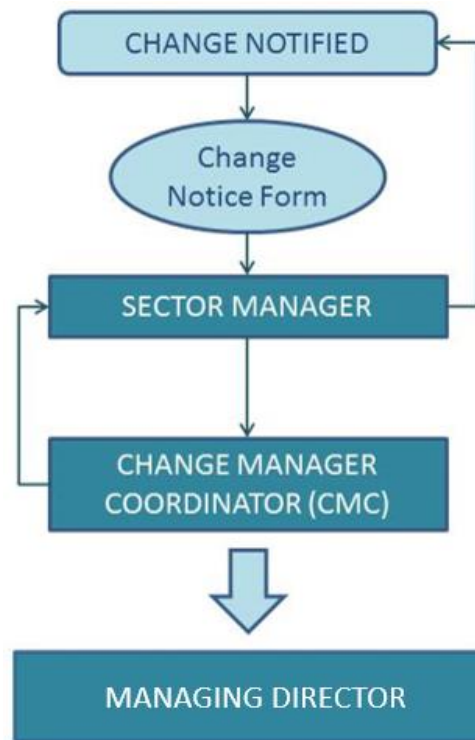 CHANGE NOTIFIED
Change
Notice Form
SECTOR MANAGER
CHANGE MANAGER
COORDINATOR (CMC)
MANAGING DIRECTOR